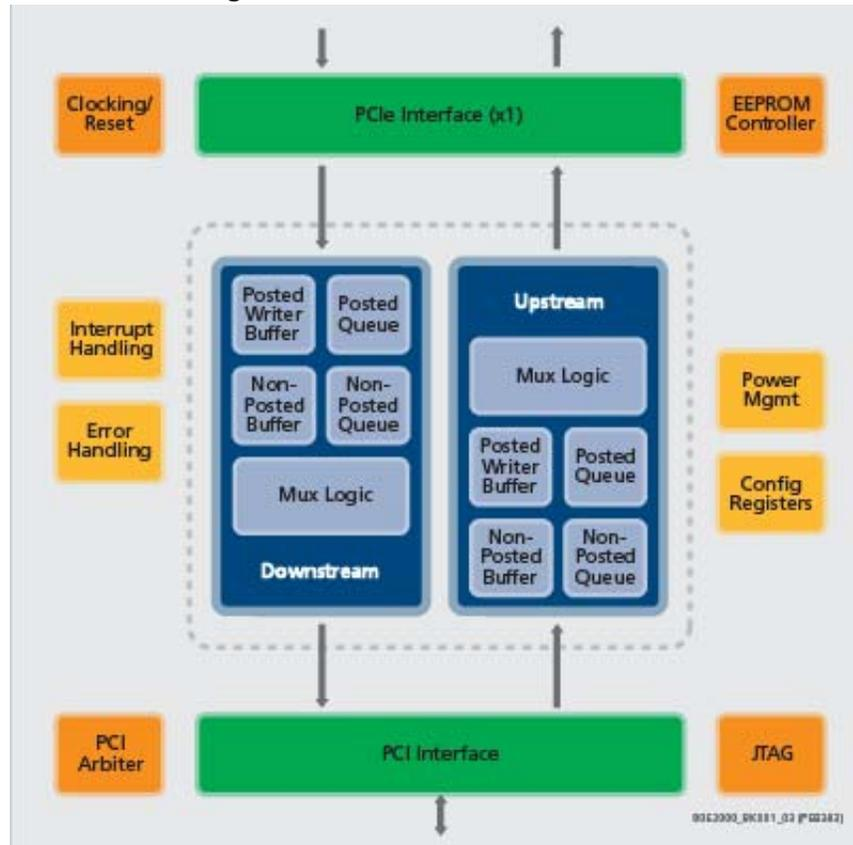 Clocking/
Reset
PCIe Interface (x1)
EEPROM
Controller
Interrupt
Handling
Error
Handling
Posted
Writer
Buffer
Posted
Queue
Non-
Posted
Buffer
Non-
Posted
Queue
Mux Logic
Downstream
Upstream
Mux Logic
Posted
Writer
Buffer
Posted
Queue
Non-
Posted
Buffer
Non-
Posted
Queue
Power
Mgmt
Config
Registers
PCI
Arbiter
PCI Interface
JTAG